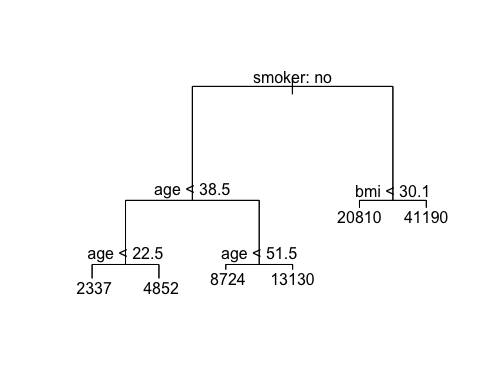 smoker: no
age < 38.5
bmi < 30.1
20810 41190
age < 22.5
age < 51.5
2337 4852
8724 13130